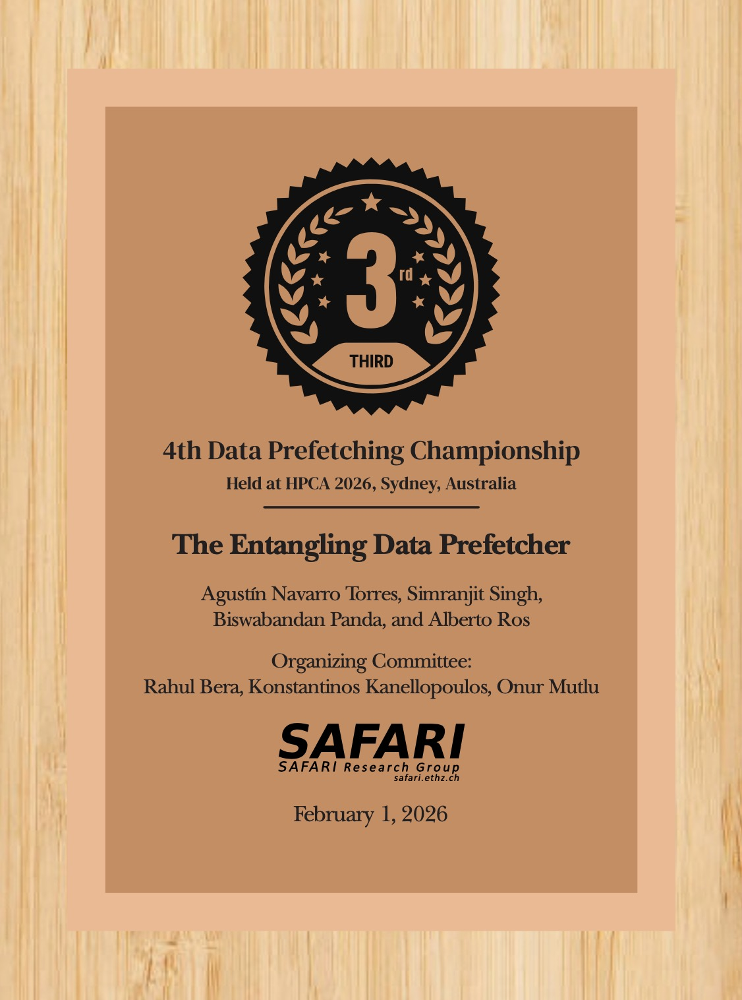 3rd
THIRD
4th Data Prefetching Championship
Held at HPCA 2026, Sydney, Australia
The Entangling Data Prefetcher
Agustín Navarro Torres, Simranjit Singh,
Biswabandan Panda, and Alberto Ros
Organizing Committee:
Rahul Bera, Konstantinos Kanellopoulos, Onur Mutlu
SAFARI
SAFARI Research Group
safari.ethz.ch
February 1, 2026